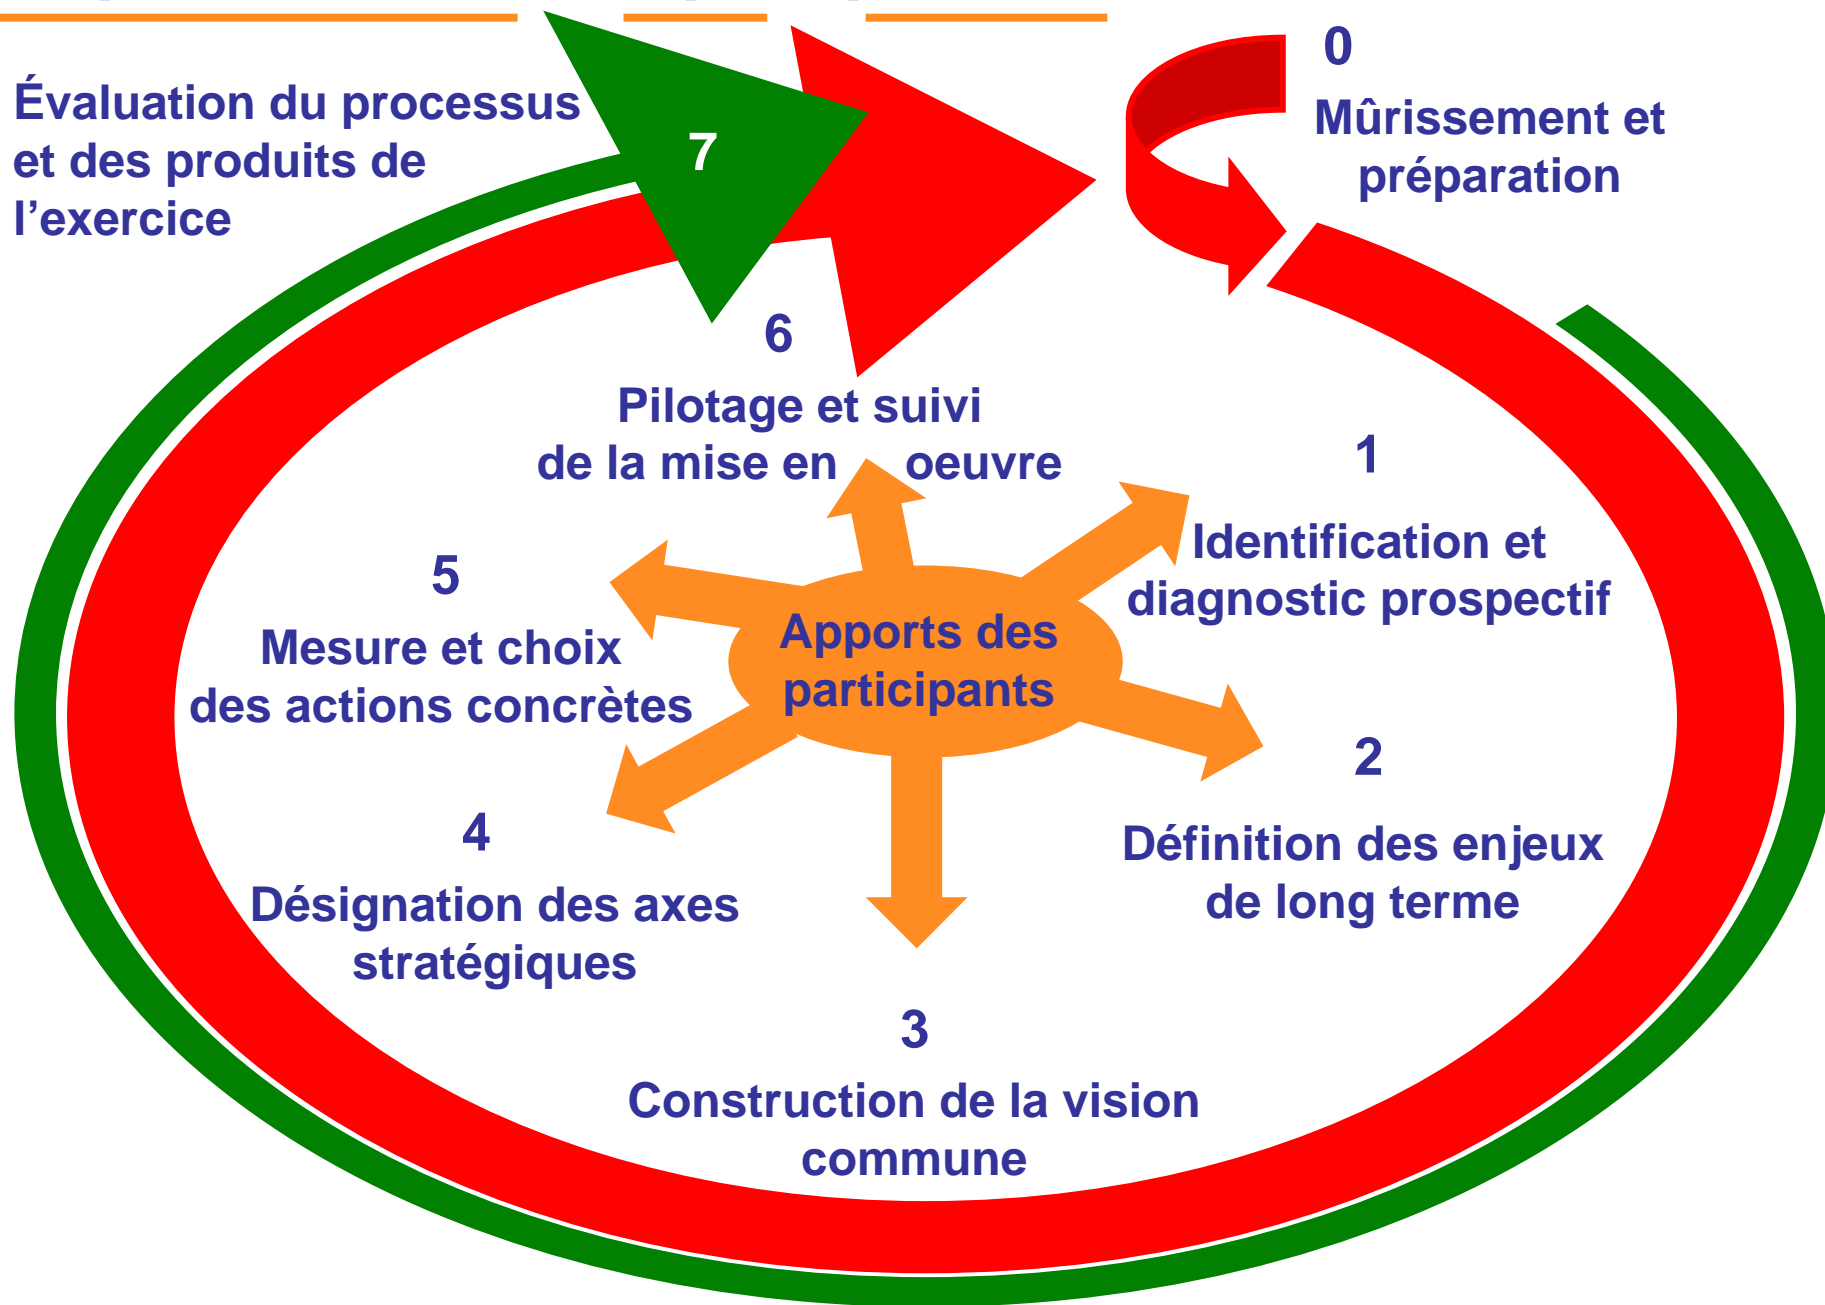 0
Mûrissement et
préparation
1
Identification et
diagnostic prospectif
2
Définition des enjeux
de long terme
3
Construction de la vision
commune
4
Désignation des axes
stratégiques
5
Mesure et choix
des actions concrètes
6
Pilotage et suivi
de la mise en oeuvre
7
Évaluation du processus
et des produits de
l’exercice
Apports des
participants